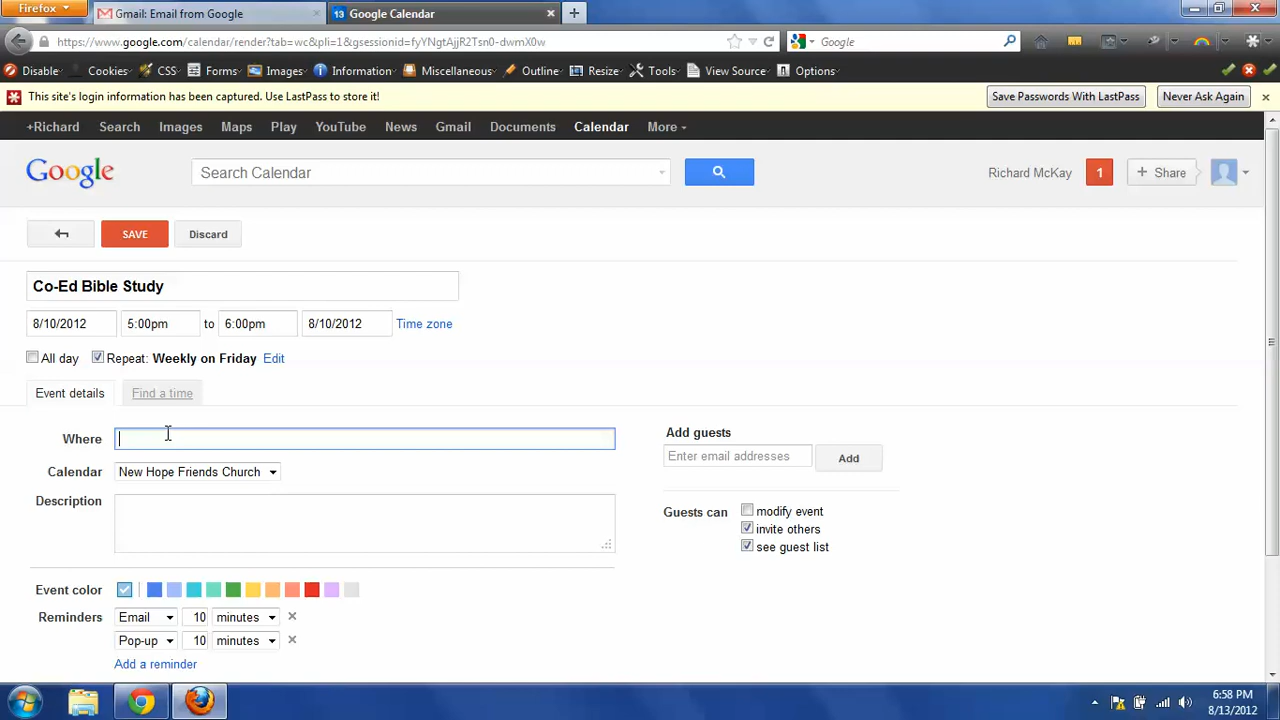 Firefox
Gmail: Email from Google
13 Google Calendar
https://www.google.com/calendar/render?tab=wc&pli=1&gsessionid=fyYNgtAjjR2Tsn0-dwmX0w
Google
Disable Cookies CSS Forms Images Information Miscellaneous Outline Resize Tools View Source Options
This site's login information has been captured. Use LastPass to store it! Save Passwords With LastPass Never Ask Again
+Richard Search Images Maps Play YouTube News Gmail Documents Calendar More
Google Search Calendar Richard McKay 1 + Share
SAVE Discard
Co-Ed Bible Study
8/10/2012 5:00pm to 6:00pm 8/10/2012 Time zone
All day Repeat: Weekly on Friday Edit
Event details Find a time
Where
Calendar New Hope Friends Church
Description
Event color
Reminders Email 10 minutes
Pop-up 10 minutes
Add a reminder
Add guests
Enter email addresses Add
Guests can modify event
invite others
see guest list
6:58 PM
8/13/2012